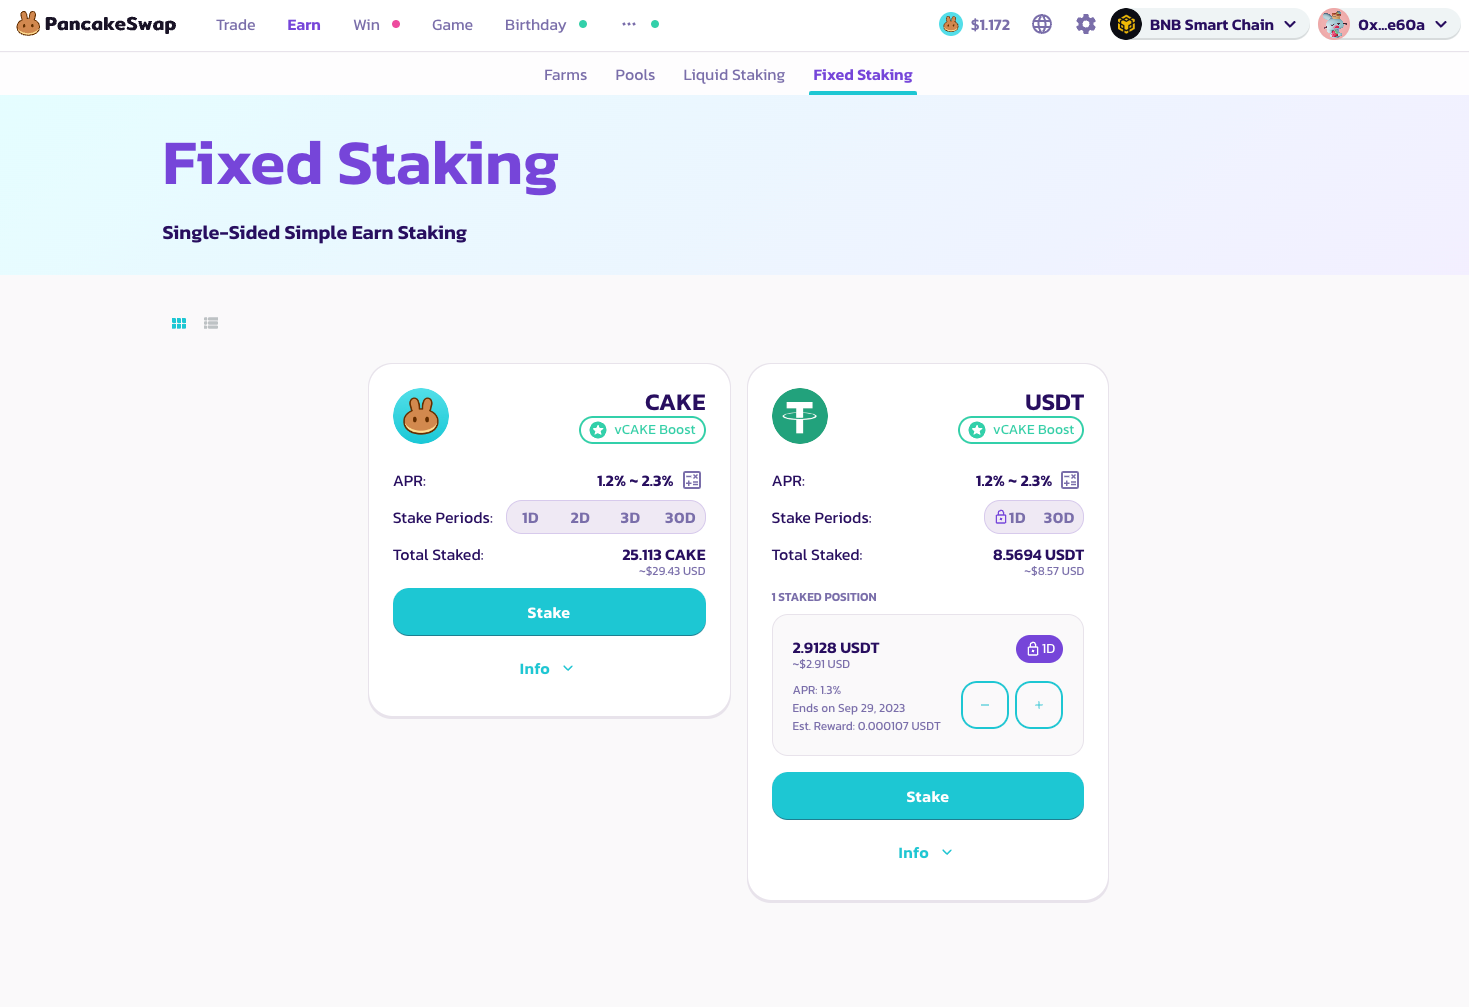 PancakeSwap Trade Earn Win Game Birthday ... $1.172 BNB Smart Chain 0x...e60a
Farms Pools Liquid Staking Fixed Staking
Fixed Staking
Single-Sided Simple Earn Staking
CAKE
vCAKE Boost
APR: 1.2% ~ 2.3%
Stake Periods: 1D 2D 3D 30D
Total Staked: 25.113 CAKE
~$29.43 USD
Stake
Info
USDT
vCAKE Boost
APR: 1.2% ~ 2.3%
Stake Periods: 1D 30D
Total Staked: 8.5694 USDT
~$8.57 USD
1 STAKED POSITION
2.9128 USDT 1D
~$2.91 USD
APR: 1.3%
Ends on Sep 29, 2023
Est. Reward: 0.000107 USDT
− +
Stake
Info